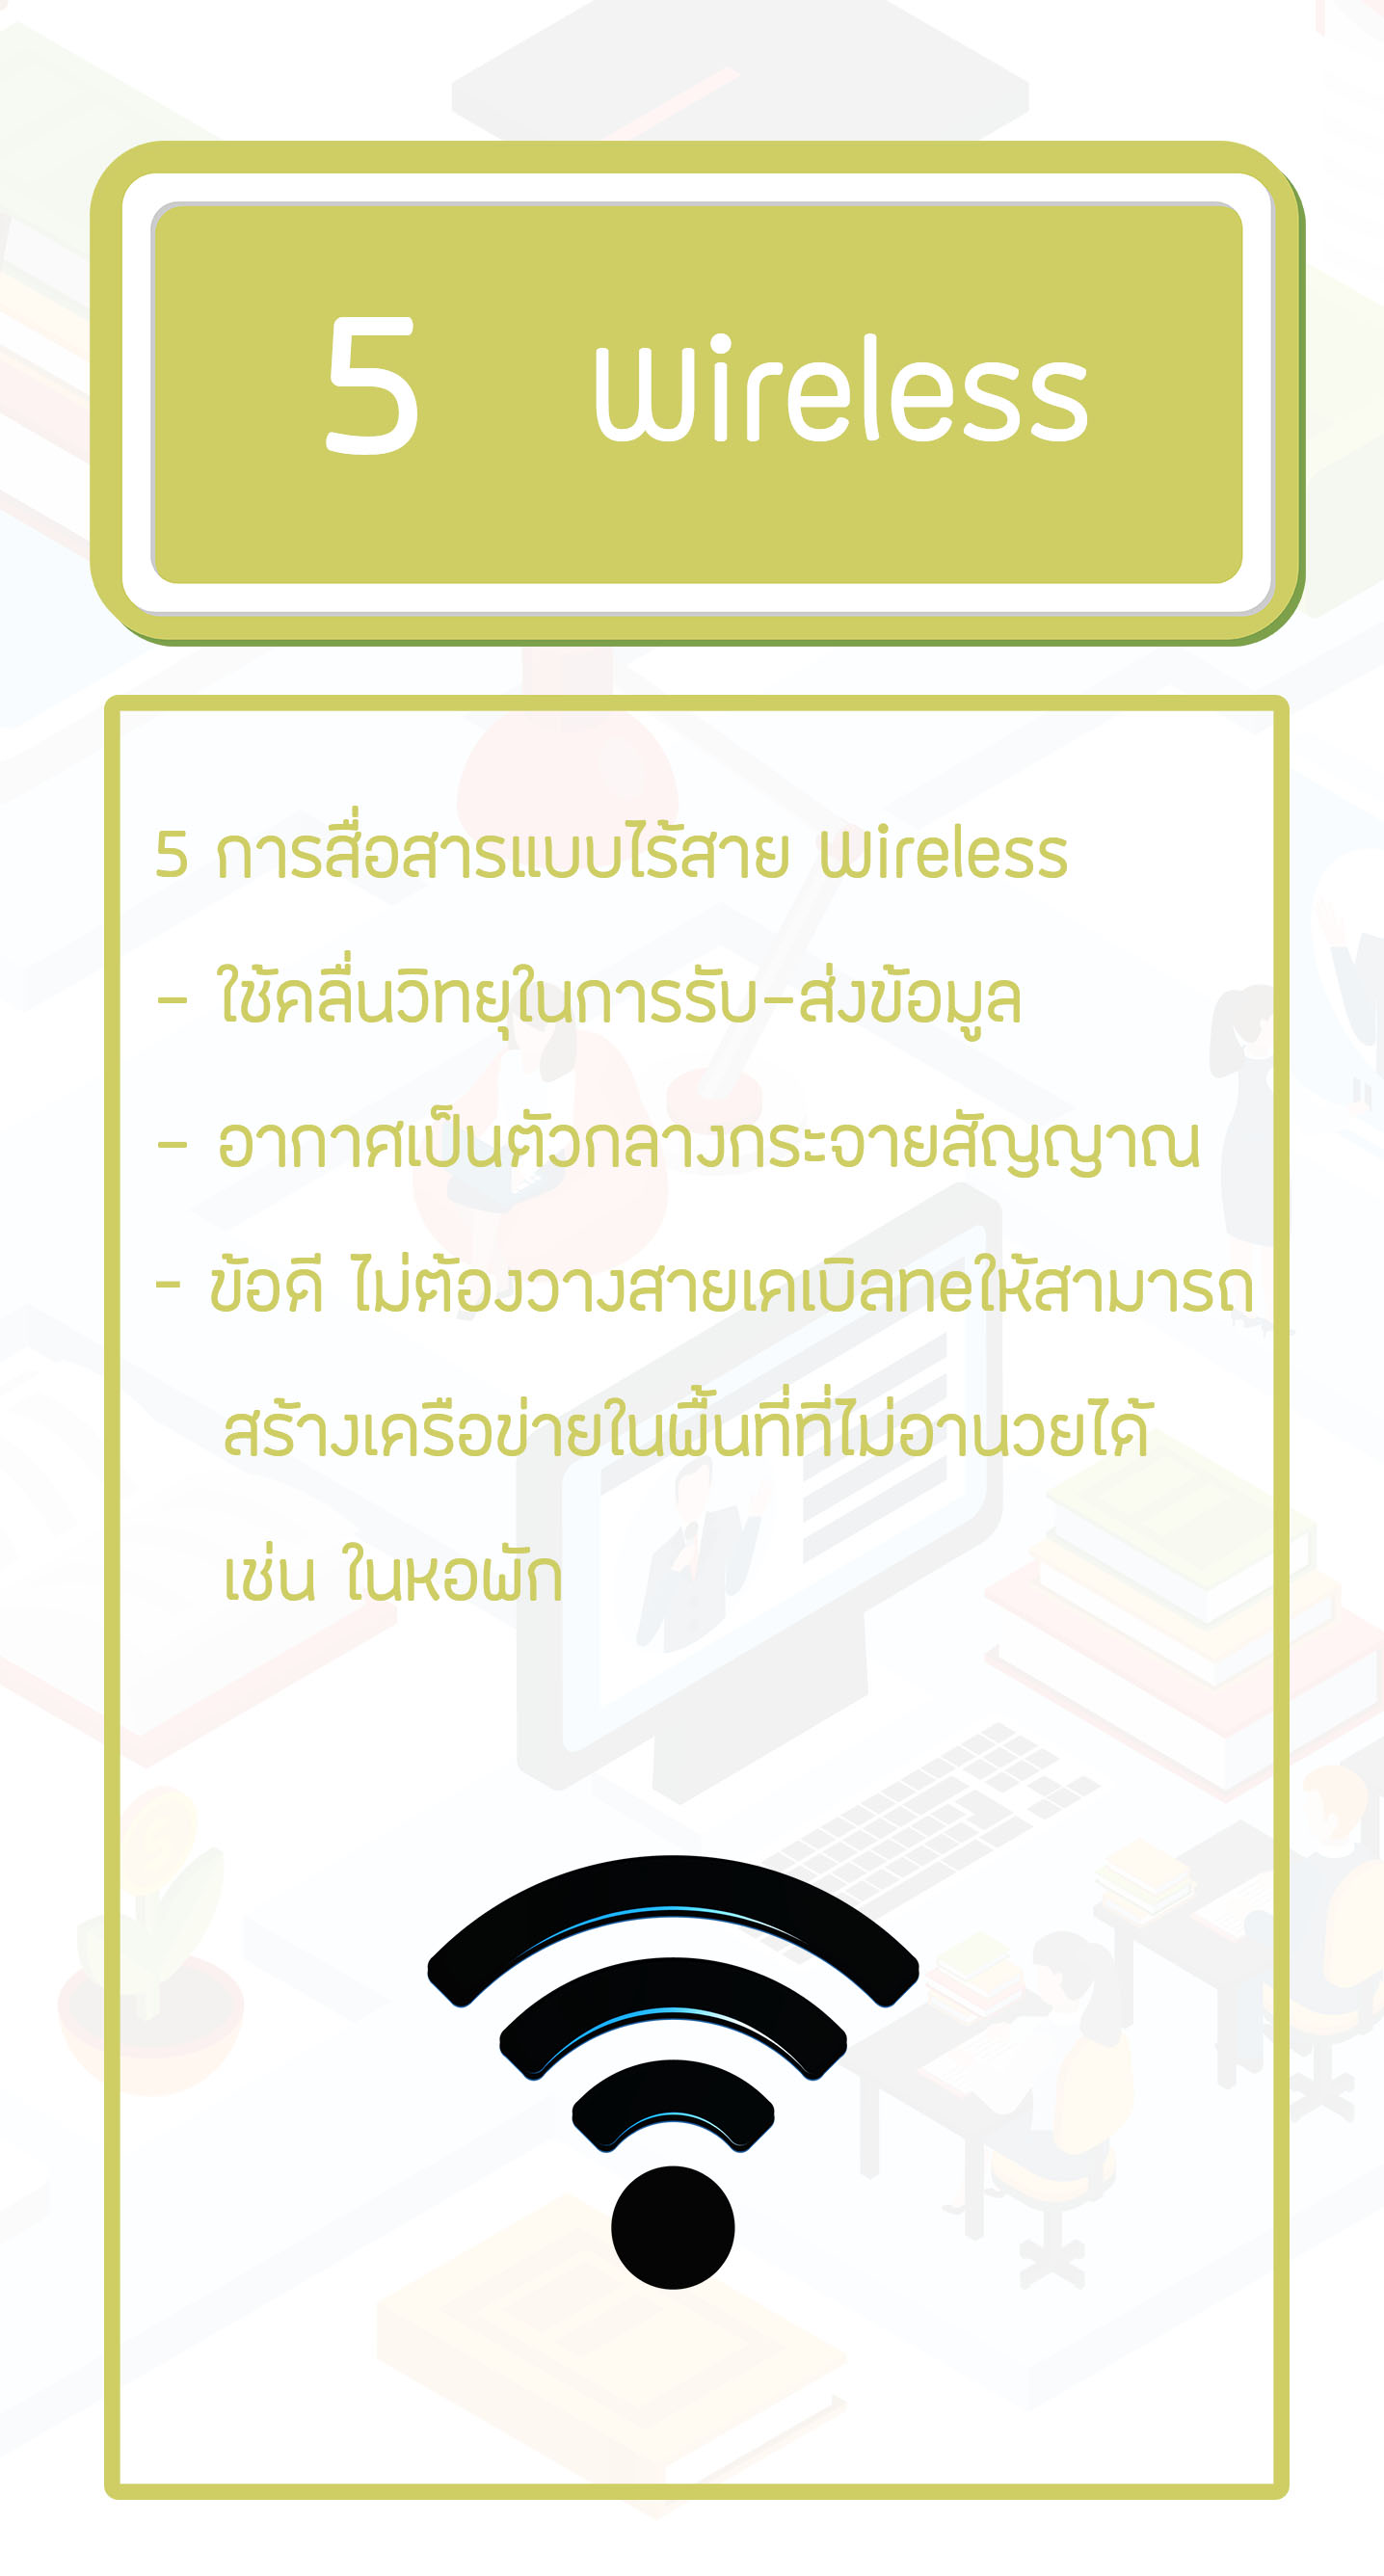 5 Wireless
5 การสื่อสารแบบไร้สาย Wireless
- ใช้คลื่นวิทยุในการรับ-ส่งข้อมูล
- อากาศเป็นตัวกลางกระจายสัญญาณ
- ข้อดี ไม่ต้องวางสายเคเบิลทeให้สามารถ
สร้างเครือข่ายในพื้นที่ที่ไม่อานวยได้
เช่น ในหอพัก